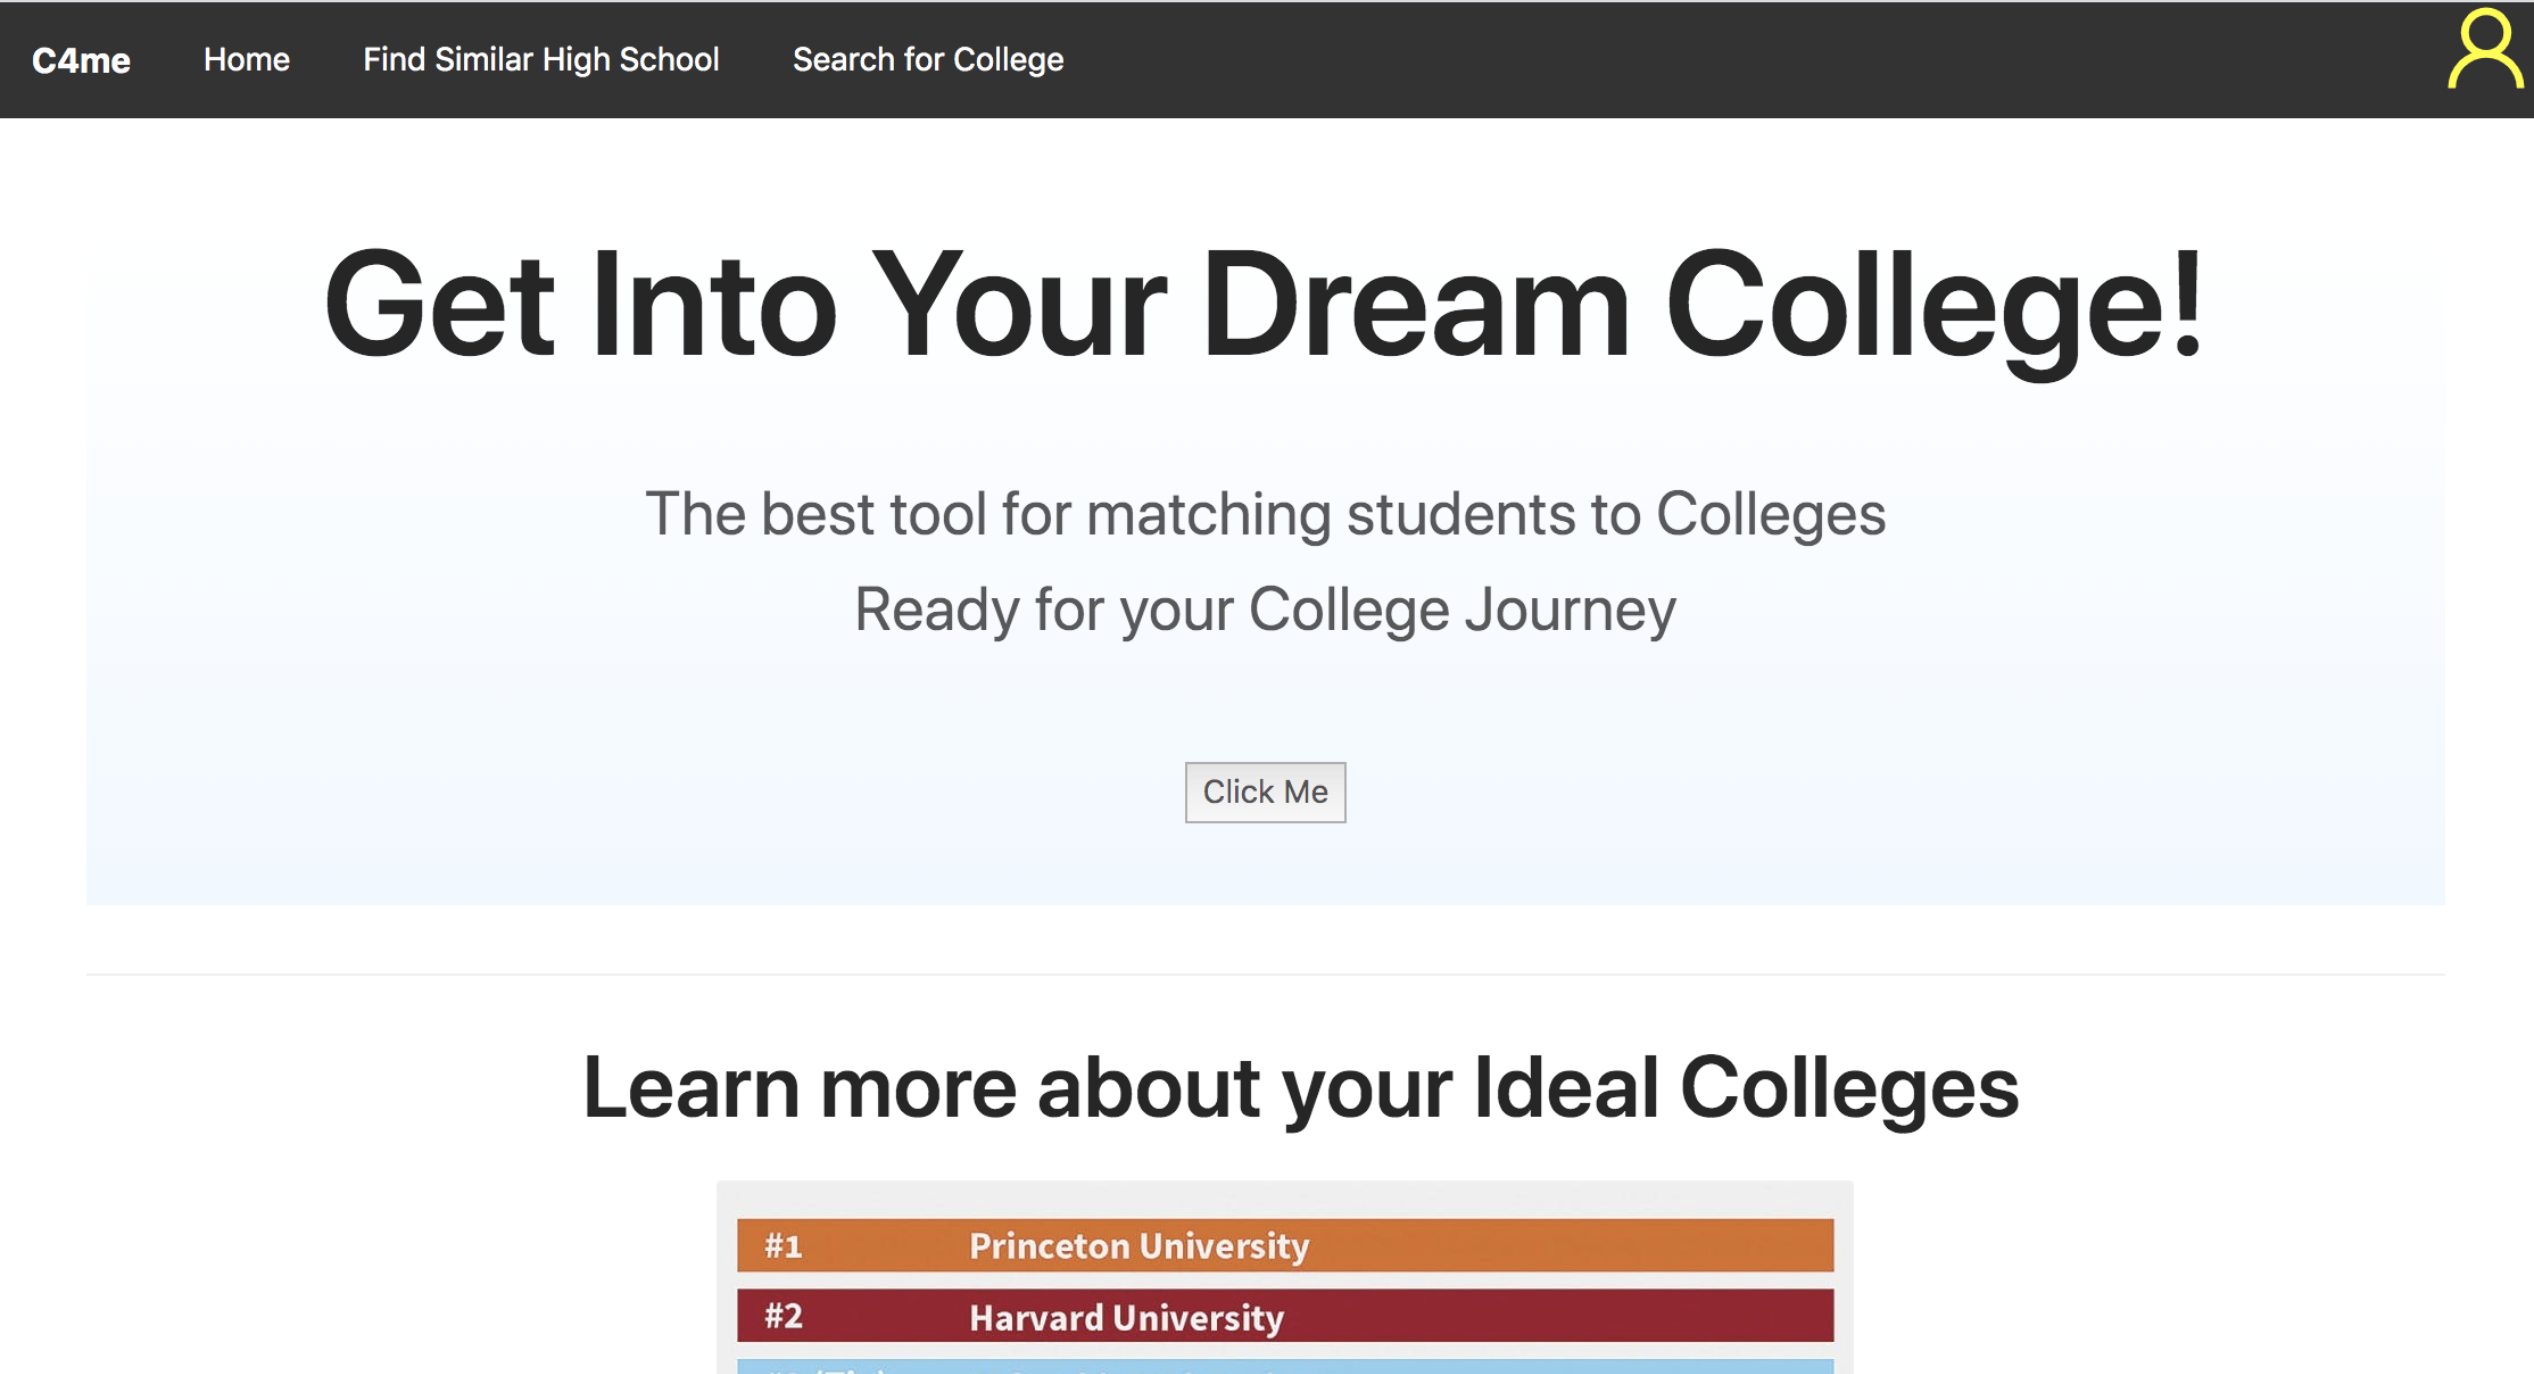 C4me Home Find Similar High School Search for College
Get Into Your Dream College!
The best tool for matching students to Colleges
Ready for your College Journey
Click Me
Learn more about your Ideal Colleges
#1 Princeton University
#2 Harvard University